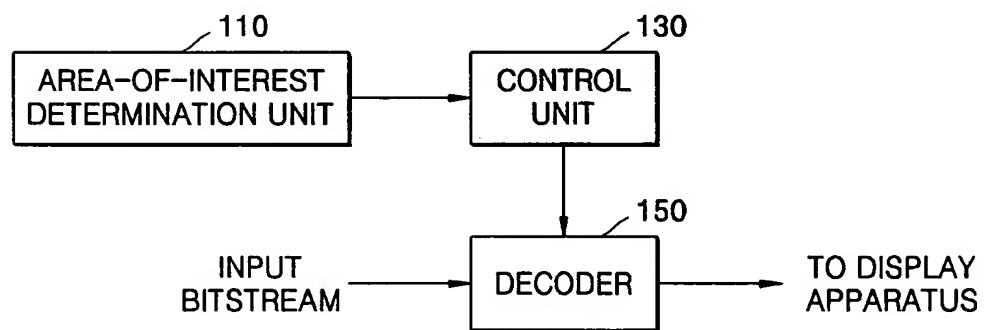 110
AREA-OF-INTEREST
DETERMINATION UNIT
130
CONTROL
UNIT
150
INPUT
BITSTREAM
DECODER
TO DISPLAY
APPARATUS